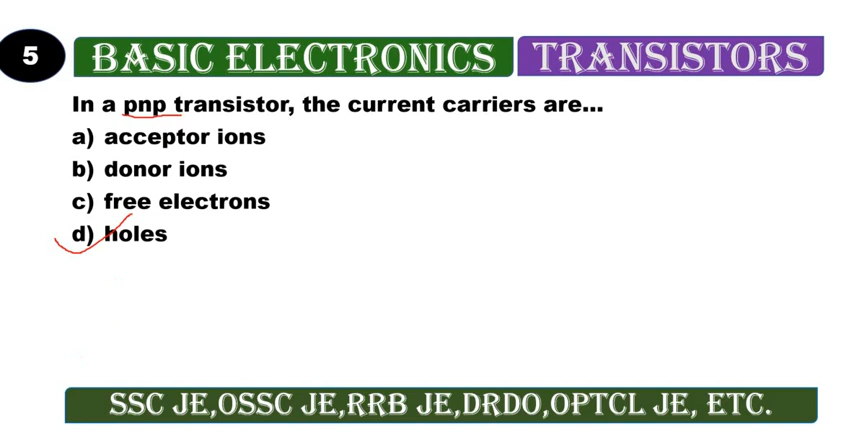 5
BASIC ELECTRONICS
TRANSISTORS
In a pnp transistor, the current carriers are...
a) acceptor ions
b) donor ions
c) free electrons
d) holes
SSC JE,OSSC JE,RRB JE,DRDO,OPTCL JE, ETC.